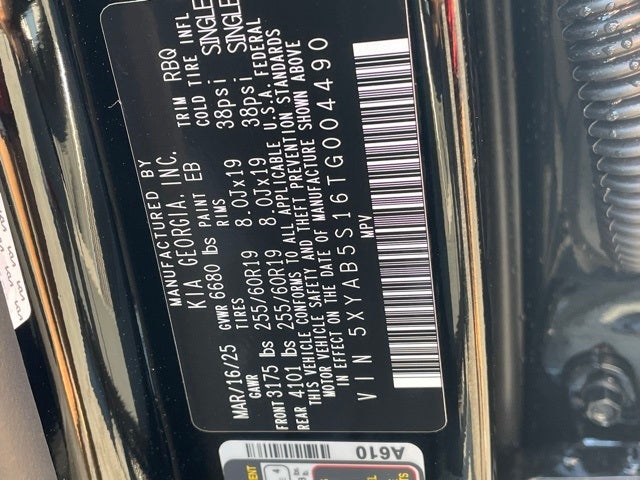 MANUFACTURED BY
KIA GEORGIA, INC.
MAR/16/25 GVWR 6680 lbs PAINT EB TRIM RBQ
GAWR TIRES RIMS COLD TIRE INFL
FRONT 3175 lbs 255/60R19 8.0Jx19 38psi SINGLE
REAR 4101 lbs 255/60R19 8.0Jx19 38psi SINGLE
THIS VEHICLE CONFORMS TO ALL APPLICABLE U.S.A. FEDERAL
MOTOR VEHICLE SAFETY AND THEFT PREVENTION STANDARDS
IN EFFECT ON THE DATE OF MANUFACTURE SHOWN ABOVE
VIN 5XYAB5S16TG004490
MPV
A610